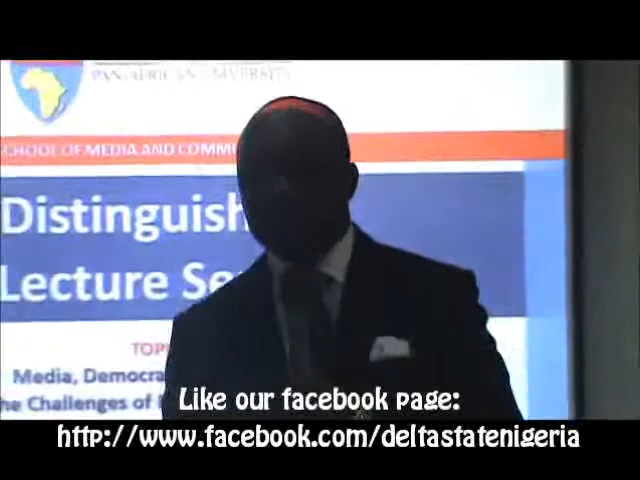 PAN-AFRICAN UNIVERSITY
SCHOOL OF MEDIA AND
Distinguish
Lecture Se
TOP
Media, Democra
he Challenges of
Like our facebook page:
http://www.facebook.com/deltastatenigeria